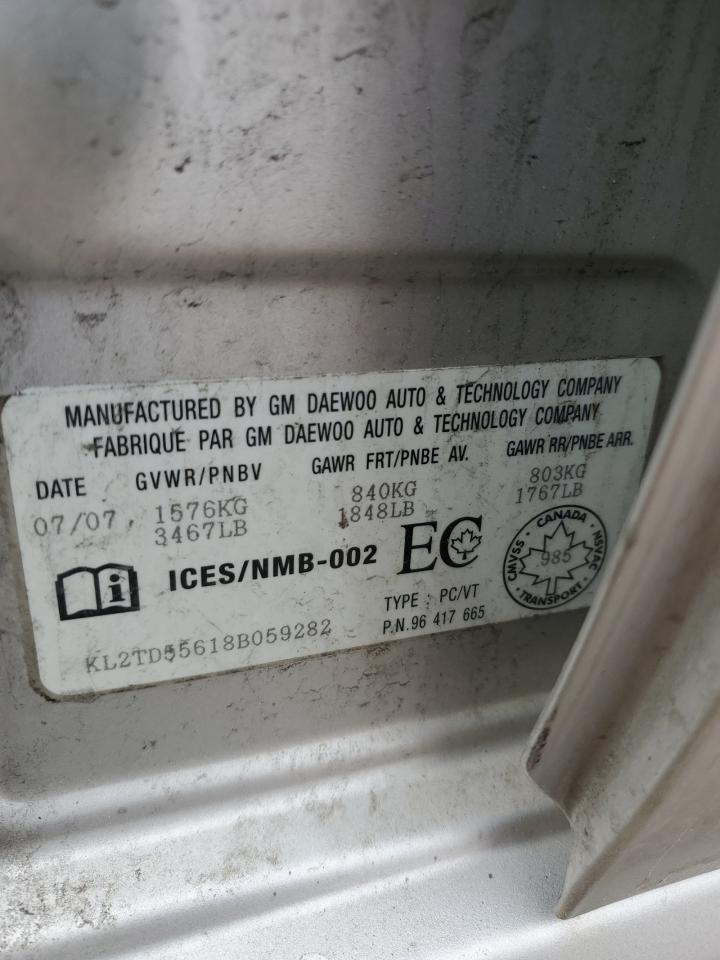 MANUFACTURED BY GM DAEWOO AUTO & TECHNOLOGY COMPANY
FABRIQUE PAR GM DAEWOO AUTO & TECHNOLOGY COMPANY
DATE GVWR/PNBV GAWR FRT/PNBE AV. GAWR RR/PNBE ARR.
07/07 1576KG 840KG 803KG
3467LB 1848LB 1767LB
i ICES/NMB-002 EC
CANADA
CMVSS 985 NSVAC
TRANSPORT
TYPE : PC/VT
P.N.96 417 665
KL2TD55618B059282